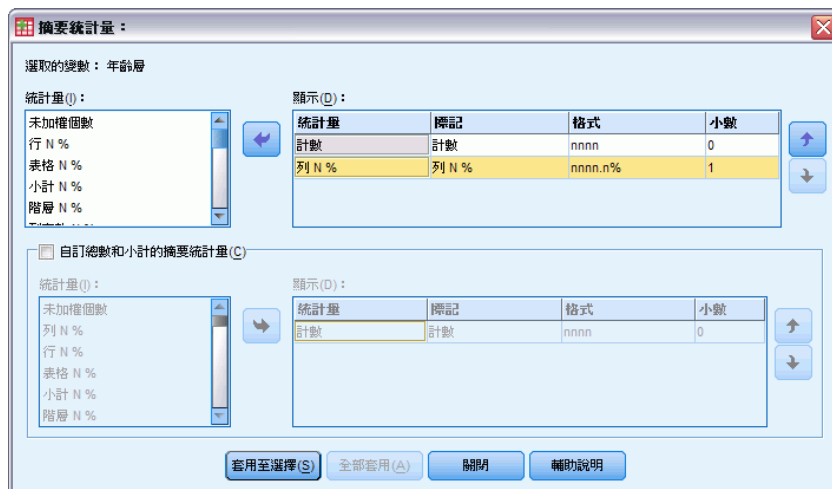 摘要統計量：
選取的變數： 年齡層
統計量(I)：
未加權個數
行 N %
表格 N %
小計 N %
階層 N %
顯示(D)：
統計量 標記 格式 小數
計數 計數 nnnn 0
列 N % 列 N % nnnn.n% 1
自訂總數和小計的摘要統計量(C)
統計量(I)：
未加權個數
列 N %
行 N %
表格 N %
小計 N %
階層 N %
顯示(D)：
統計量 標記 格式 小數
計數 計數 nnnn 0
套用至選擇(S) 全部套用(A) 關閉 輔助說明